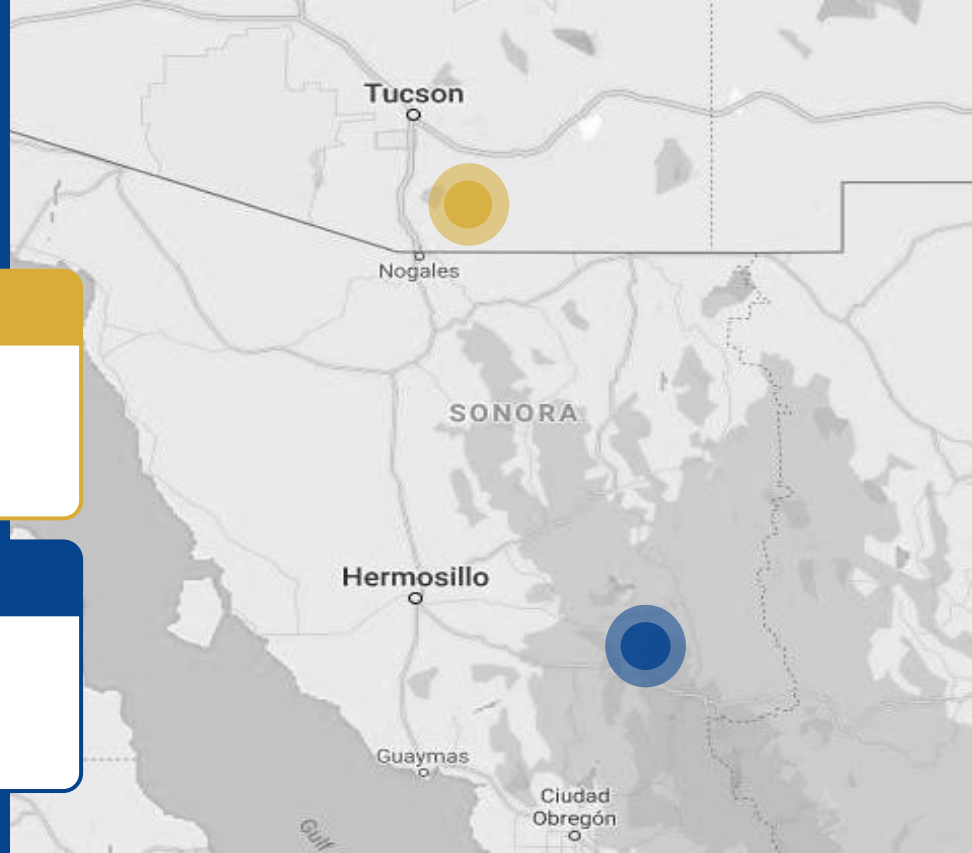 Tucson
Nogales
SONORA
Hermosillo
Guaymas
Ciudad
Obregón
Gulf